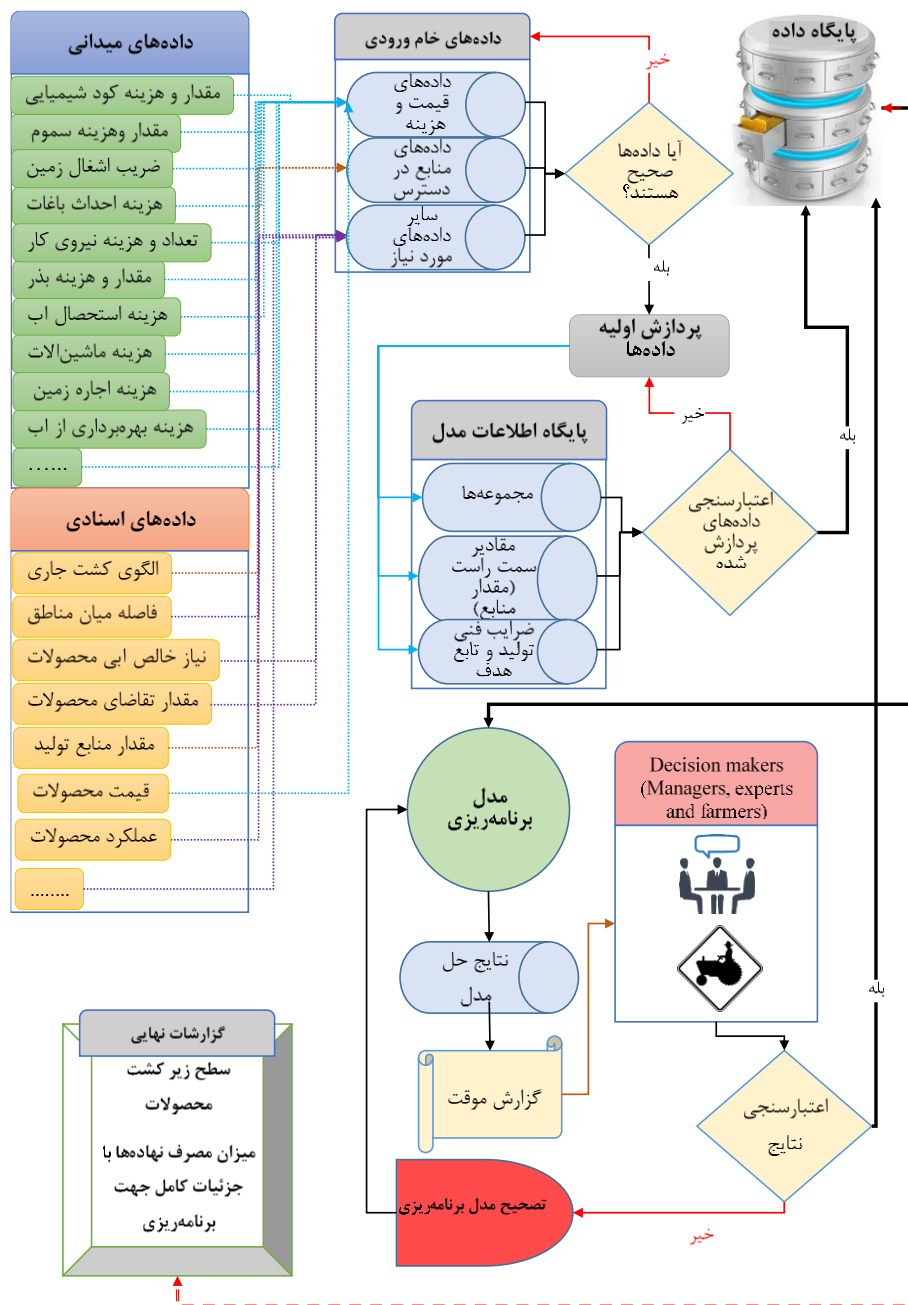 داده‌های میدانی
مقدار و هزینه کود شیمیایی
مقدار وهزینه سموم
ضریب اشغال زمین
هزینه احداث باغات
تعداد و هزینه نیروی کار
مقدار و هزینه بذر
هزینه استحصال اب
هزینه ماشین‌الات
هزینه اجاره زمین
هزینه بهره‌برداری از اب
.......
داده‌های اسنادی
الگوی کشت جاری
فاصله میان مناطق
نیاز خالص ابی محصولات
مقدار تقاضای محصولات
مقدار منابع تولید
قیمت محصولات
عملکرد محصولات
........
داده‌های خام ورودی
داده‌های
قیمت و
هزینه
داده‌های
منابع در
دسترس
سایر
داده‌های
مورد نیاز
خیر
آیا داده‌ها
صحیح
هستند؟
بله
پایگاه داده
پردازش اولیه
داده‌ها
خیر
پایگاه اطلاعات مدل
مجموعه‌ها
مقادیر
سمت راست
(مقدار
منابع)
ضرایب فنی
تولید و تابع
هدف
اعتبارسنجی
داده‌های
پردازش
شده
بله
مدل
برنامه‌ریزی
نتایج حل
مدل
گزارش موقت
Decision makers
(Managers, experts
and farmers)
بله
اعتبارسنجی
نتایج
خیر
تصحیح مدل برنامه‌ریزی
گزارشات نهایی
سطح زیر کشت
محصولات
میزان مصرف نهاده‌ها با
جزئیات کامل جهت
برنامه‌ریزی